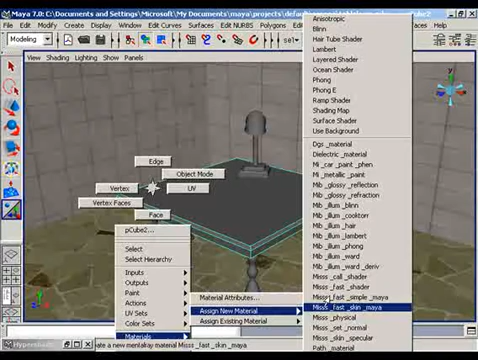 Maya 7.0: C:\Documents and Settings\Microsoft\My Documents\maya\projects\default
File Edit Modify Create Display Window Edit Curves Surfaces Edit NURBS Polygons
Modeling
sel
View Shading Lighting Show Panels
Anisotropic
Blinn
Hair Tube Shader
Lambert
Layered Shader
Ocean Shader
Phong
Phong E
Ramp Shader
Shading Map
Surface Shader
Use Background
Dgs _material
Dielectric _material
Mi _car _paint _phen
Mi _metallic _paint
Mib _glossy _reflection
Mib _glossy _refraction
Mib _illum _blinn
Mib _illum _cooktorr
Mib _illum _hair
Mib _illum _lambert
Mib _illum _phong
Mib _illum _ward
Mib _illum _ward _deriv
Misss _call _shader
Misss _fast _shader
Misss _fast _simple _maya
Misss _fast _skin _maya
Misss _physical
Misss _set _normal
Misss _skin _specular
Path _material
Edge
Object Mode
Vertex
UV
Vertex Faces
Face
pCube2...
Select
Select Hierarchy
Inputs
Outputs
Paint
Actions
UV Sets
Color Sets
Materials
Material Attributes...
Assign New Material
Assign Existing Material
Hypersh
ate a new mentalray material Misss _fast _skin _maya